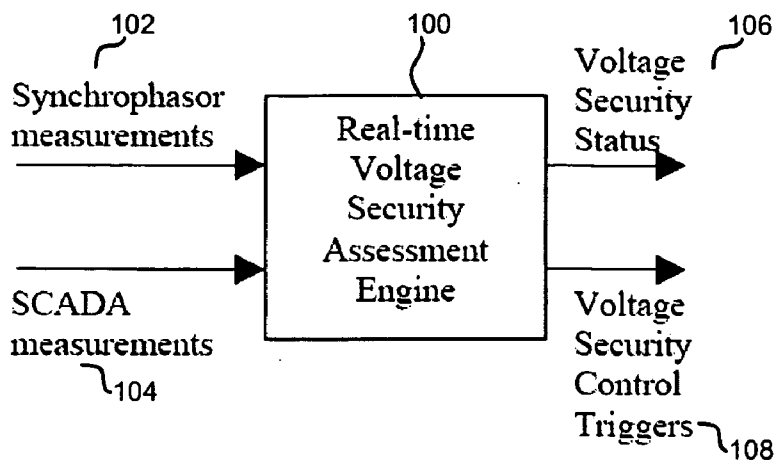 102
Synchrophasor
measurements
SCADA
measurements
104
100
Real-time
Voltage
Security
Assessment
Engine
106
Voltage
Security
Status
Voltage
Security
Control
Triggers
108